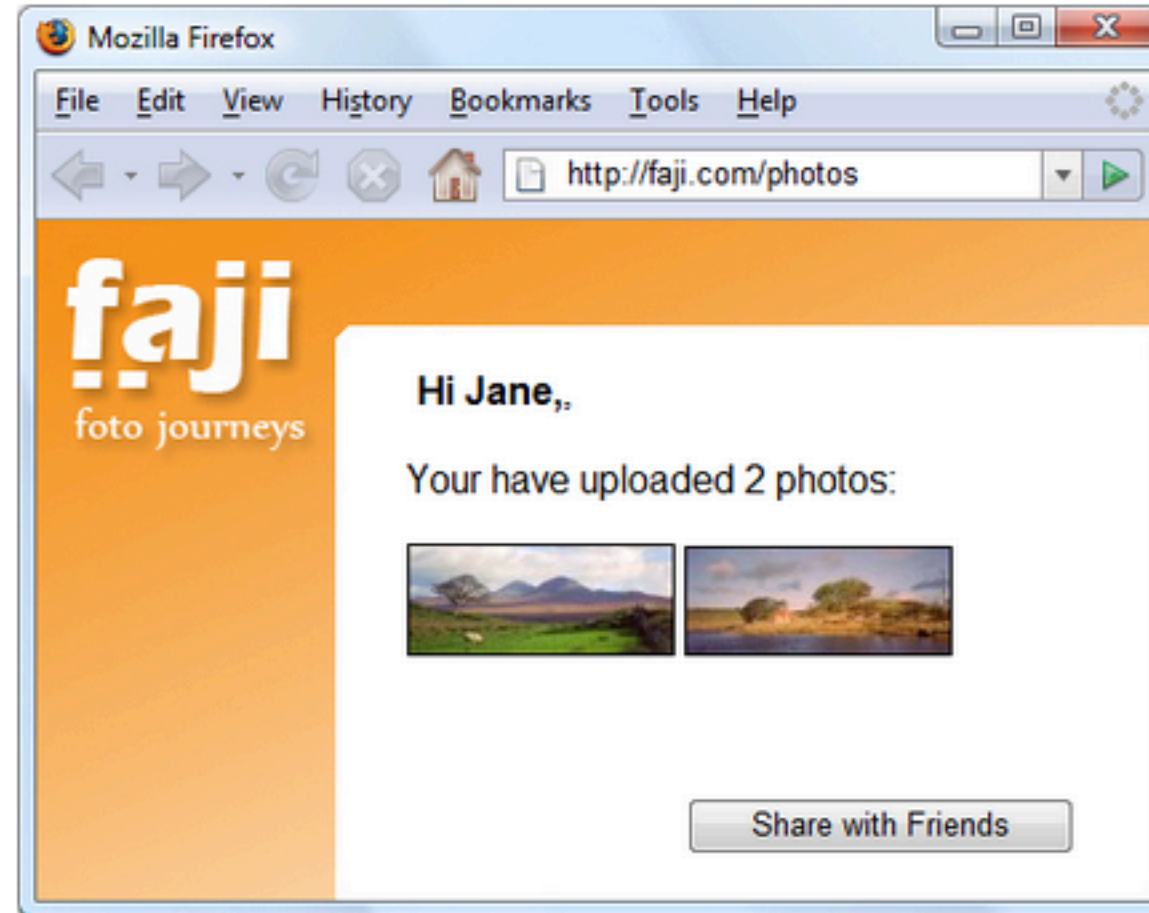 Mozilla Firefox
File Edit View History Bookmarks Tools Help
http://faji.com/photos
faji
foto journeys
Hi Jane,,
Your have uploaded 2 photos:
Share with Friends